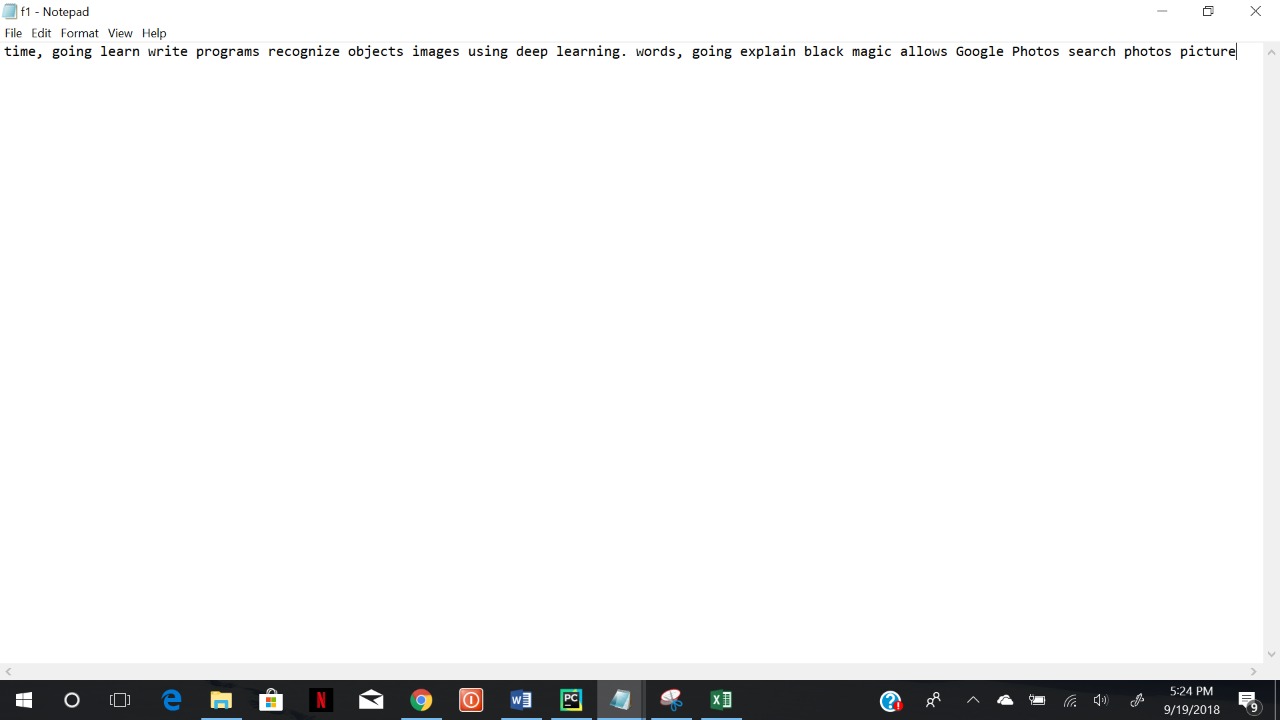 f1 - Notepad
File Edit Format View Help
time, going learn write programs recognize objects images using deep learning. words, going explain black magic allows Google Photos search photos picture
N
W
PC
X
5:24 PM
9/19/2018
9